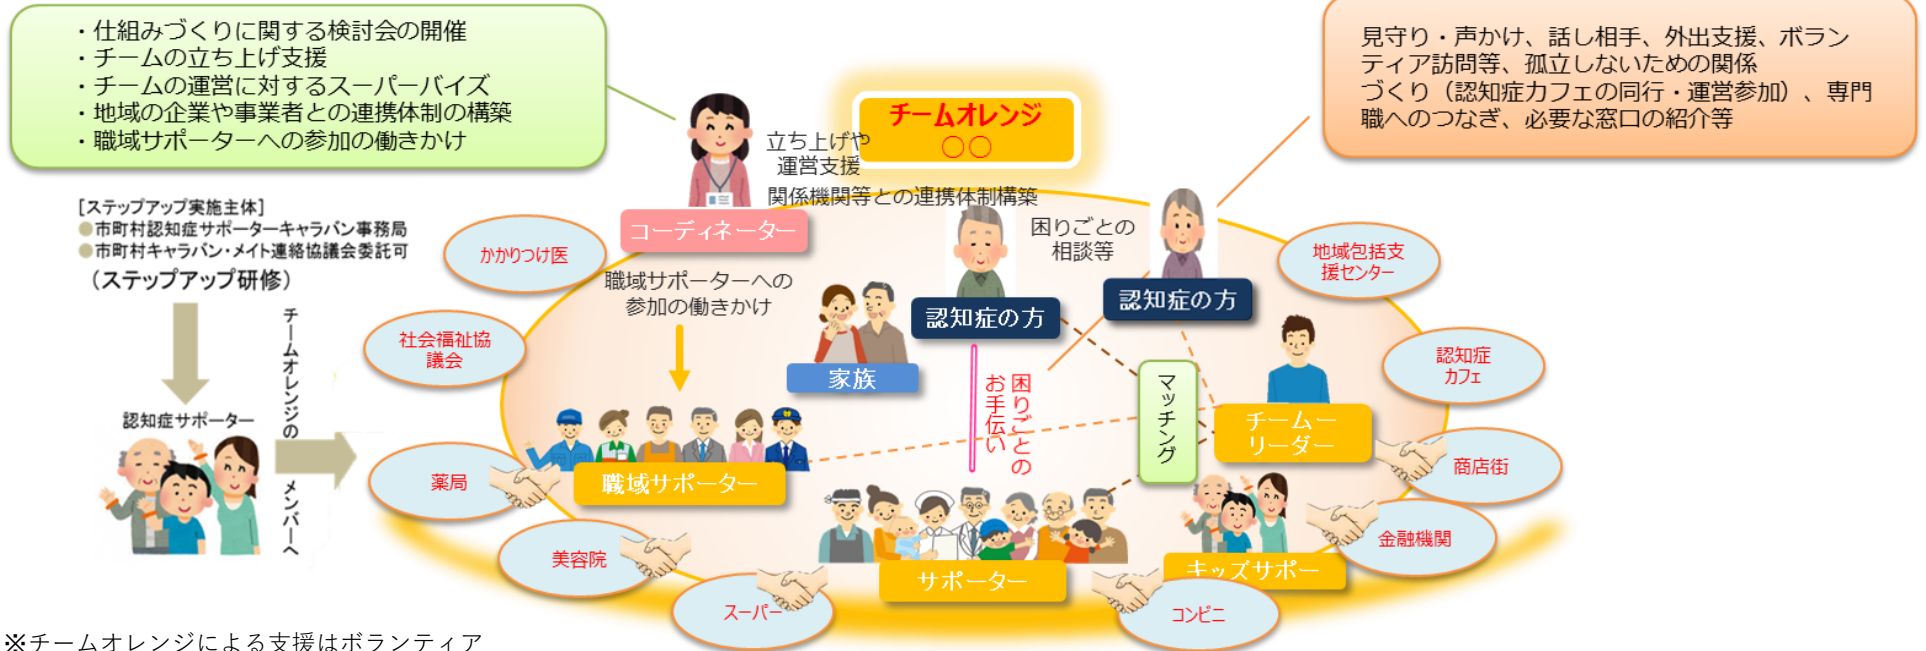 ・仕組みづくりに関する検討会の開催
・チームの立ち上げ支援
・チームの運営に対するスーパーバイズ
・地域の企業や事業者との連携体制の構築
・職域サポーターへの参加の働きかけ
見守り・声かけ、話し相手、外出支援、ボラン
ティア訪問等、孤立しないための関係
づくり（認知症カフェの同行・運営参加）、専門
職へのつなぎ、必要な窓口の紹介等
チームオレンジ
〇〇
立ち上げや
運営支援
関係機関等との連携体制構築
コーディネーター
[ステップアップ実施主体]
●市町村認知症サポーターキャラバン事務局
●市町村キャラバン・メイト連絡協議会委託可
（ステップアップ研修）
チームオレンジの
メンバーへ
認知症サポーター
かかりつけ医
社会福祉協
議会
薬局
美容院
スーパー
コンビニ
金融機関
商店街
認知症
カフェ
地域包括支
援センター
職域サポーターへの
参加の働きかけ
困りごとの
相談等
認知症の方
認知症の方
家族
困りごとの
お手伝い
マッチング
チームー
リーダー
職域サポーター
サポーター
キッズサポー
※チームオレンジによる支援はボランティア